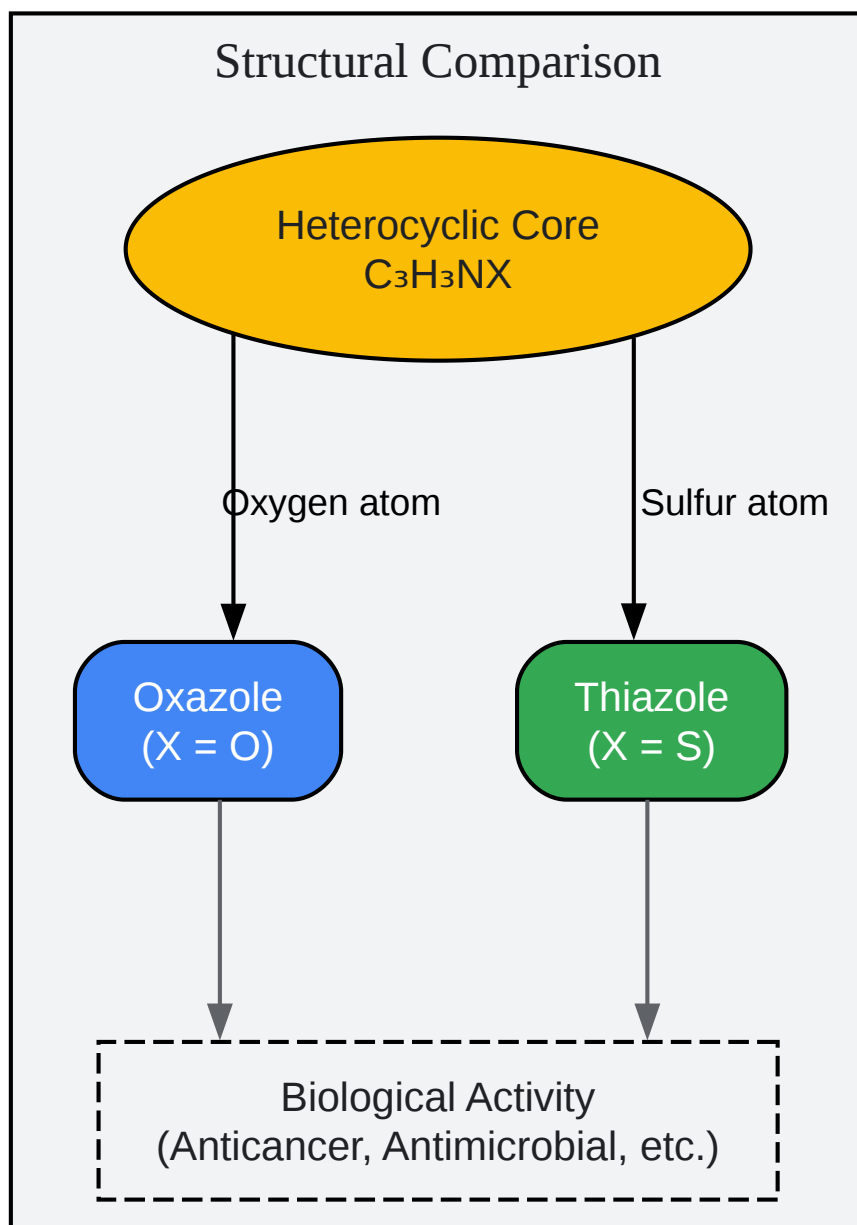 Structural Comparison
Heterocyclic Core
C₃H₃NX
Oxygen atom
Sulfur atom
Oxazole
(X = O)
Thiazole
(X = S)
Biological Activity
(Anticancer, Antimicrobial, etc.)